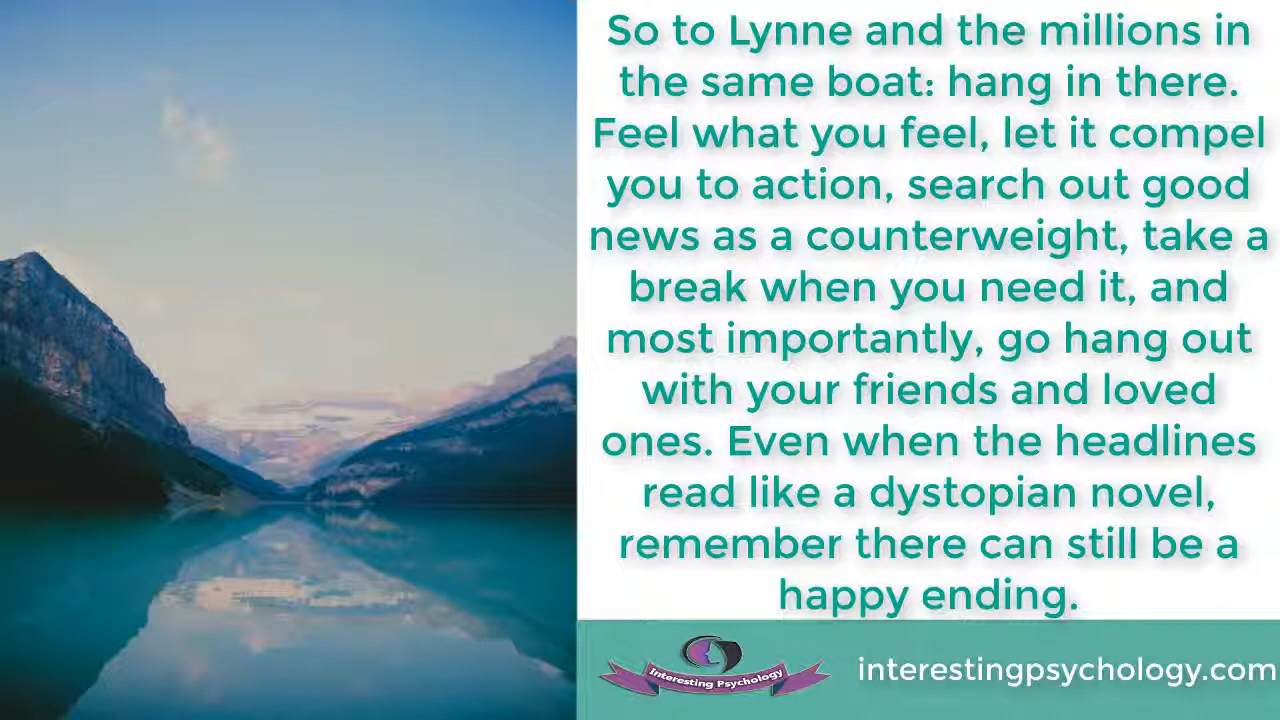 So to Lynne and the millions in
the same boat: hang in there.
Feel what you feel, let it compel
you to action, search out good
news as a counterweight, take a
break when you need it, and
most importantly, go hang out
with your friends and loved
ones. Even when the headlines
read like a dystopian novel,
remember there can still be a
happy ending.
Interesting Psychology
interestingpsychology.com